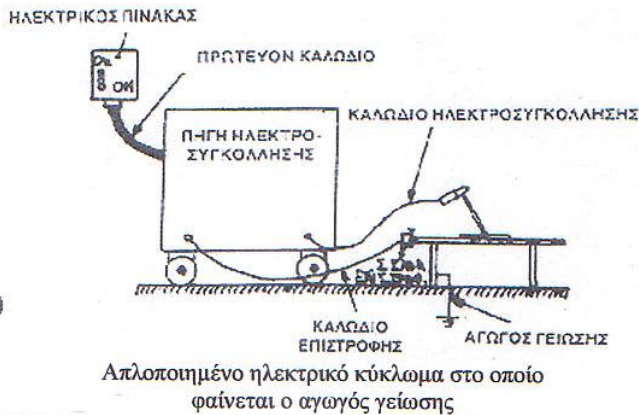 ΗΛΕΚΤΡΙΚΟΣ ΠΙΝΑΚΑΣ
ΠΡΩΤΕΥΟΝ ΚΑΛΩΔΙΟ
ΚΑΛΩΔΙΟ ΗΛΕΚΤΡΟΣΥΓΚΟΛΛΗΣΗΣ
ΠΗΓΗ ΗΛΕΚΤΡΟ-
ΣΥΓΚΟΛΛΗΣΗΣ
ΚΑΛΩΔΙΟ
ΕΠΙΣΤΡΟΦΗΣ
ΑΓΩΓΟΣ ΓΕΙΩΣΗΣ
Απλοποιημένο ηλεκτρικό κύκλωμα στο οποίο
φαίνεται ο αγωγός γείωσης